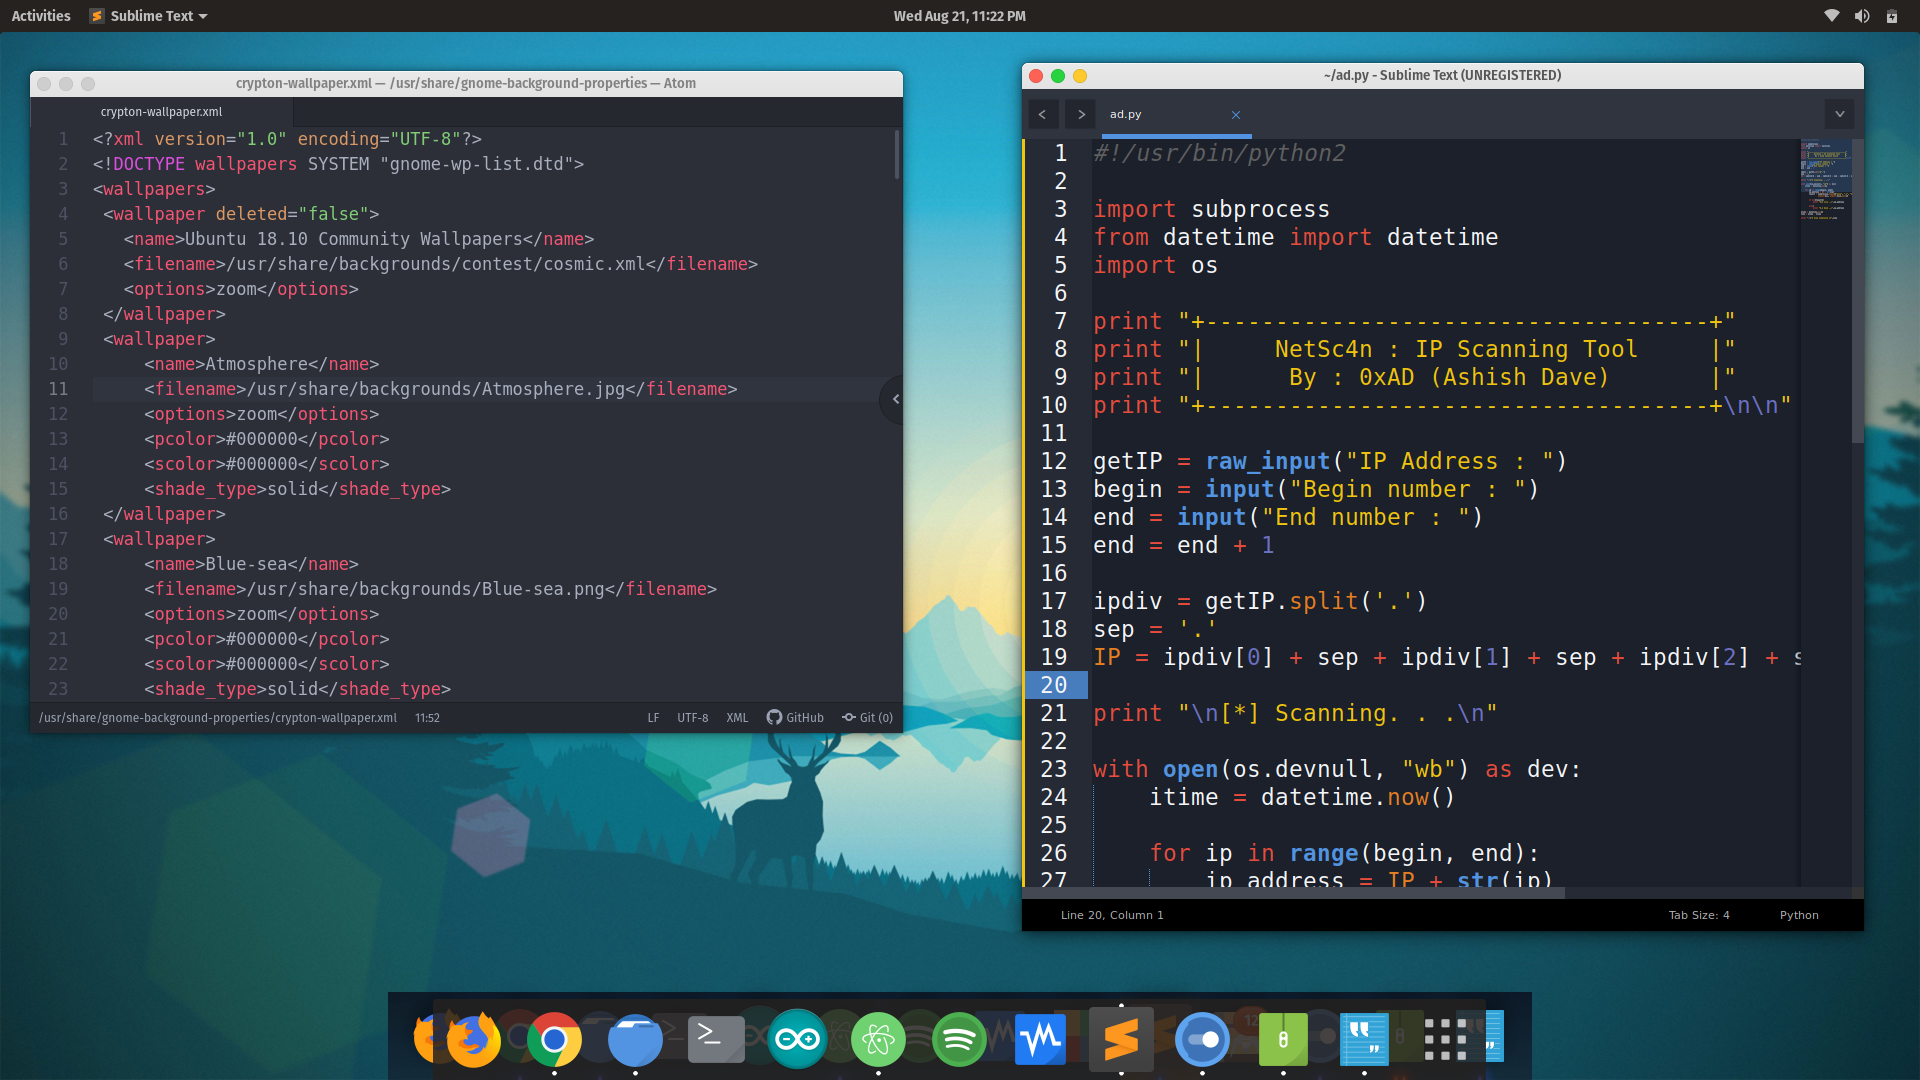 Activities
Sublime Text
Wed Aug 21, 11:22 PM
crypton-wallpaper.xml — /usr/share/gnome-background-properties — Atom
crypton-wallpaper.xml
1 <?xml version="1.0" encoding="UTF-8"?>
2 <!DOCTYPE wallpapers SYSTEM "gnome-wp-list.dtd">
3 <wallpapers>
4 <wallpaper deleted="false">
5 <name>Ubuntu 18.10 Community Wallpapers</name>
6 <filename>/usr/share/backgrounds/contest/cosmic.xml</filename>
7 <options>zoom</options>
8 </wallpaper>
9 <wallpaper>
10 <name>Atmosphere</name>
11 <filename>/usr/share/backgrounds/Atmosphere.jpg</filename>
12 <options>zoom</options>
13 <pcolor>#000000</pcolor>
14 <scolor>#000000</scolor>
15 <shade_type>solid</shade_type>
16 </wallpaper>
17 <wallpaper>
18 <name>Blue-sea</name>
19 <filename>/usr/share/backgrounds/Blue-sea.png</filename>
20 <options>zoom</options>
21 <pcolor>#000000</pcolor>
22 <scolor>#000000</scolor>
23 <shade_type>solid</shade_type>
/usr/share/gnome-background-properties/crypton-wallpaper.xml 11:52 LF UTF-8 XML GitHub Git (0)
~/ad.py - Sublime Text (UNREGISTERED)
ad.py
1 #!/usr/bin/python2
2
3 import subprocess
4 from datetime import datetime
5 import os
6
7 print "+------------------------------------+"
8 print "|     NetSc4n : IP Scanning Tool     |"
9 print "|      By : 0xAD (Ashish Dave)       |"
10 print "+------------------------------------+\n\n"
11
12 getIP = raw_input("IP Address : ")
13 begin = input("Begin number : ")
14 end = input("End number : ")
15 end = end + 1
16
17 ipdiv = getIP.split('.')
18 sep = '.'
19 IP = ipdiv[0] + sep + ipdiv[1] + sep + ipdiv[2] + s
20
21 print "\n[*] Scanning. . .\n"
22
23 with open(os.devnull, "wb") as dev:
24 itime = datetime.now()
25
26 for ip in range(begin, end):
27 ip_address = IP + str(ip)
Line 20, Column 1 Tab Size: 4 Python